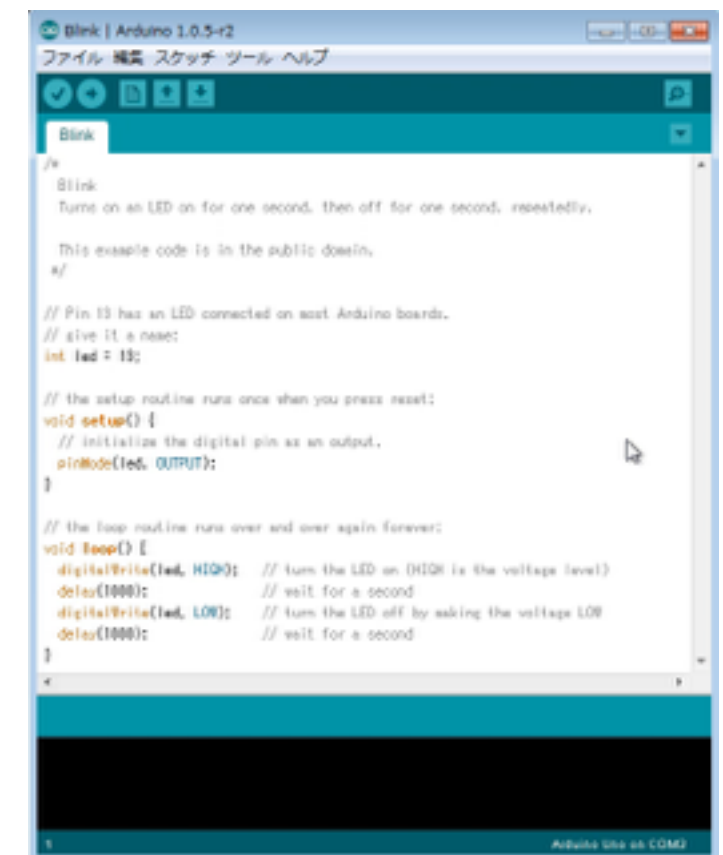 Blink | Arduino 1.0.5-r2
ファイル 編集 スケッチ ツール ヘルプ
Blink
/*
  Blink
  Turns on an LED on for one second, then off for one second, repeatedly.

  This example code is in the public domain.
 */

// Pin 13 has an LED connected on most Arduino boards.
// give it a name:
int led = 13;

// the setup routine runs once when you press reset:
void setup() {
  // initialize the digital pin as an output.
  pinMode(led, OUTPUT);
}

// the loop routine runs over and over again forever:
void loop() {
  digitalWrite(led, HIGH);   // turn the LED on (HIGH is the voltage level)
  delay(1000);               // wait for a second
  digitalWrite(led, LOW);    // turn the LED off by making the voltage LOW
  delay(1000);               // wait for a second
}
1
Arduino Uno on COM3